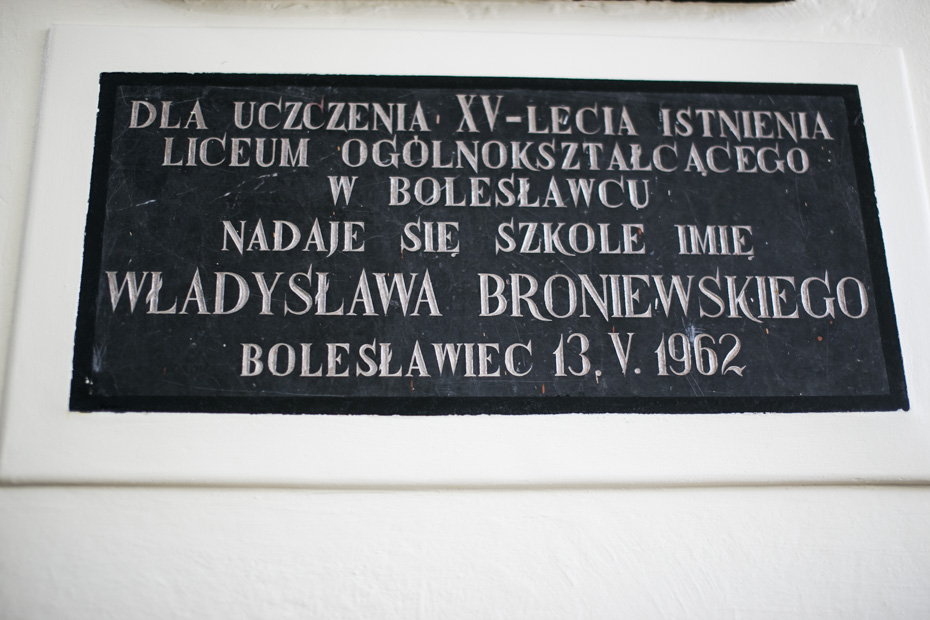 DLA UCZCZENIA XV-LECIA ISTNIENIA
LICEUM OGÓLNOKSZTAŁCĄCEGO
W BOLESŁAWCU
NADAJE SIĘ SZKOLE IMIĘ
WŁADYSŁAWA BRONIEWSKIEGO
BOLESŁAWIEC 13. V. 1962